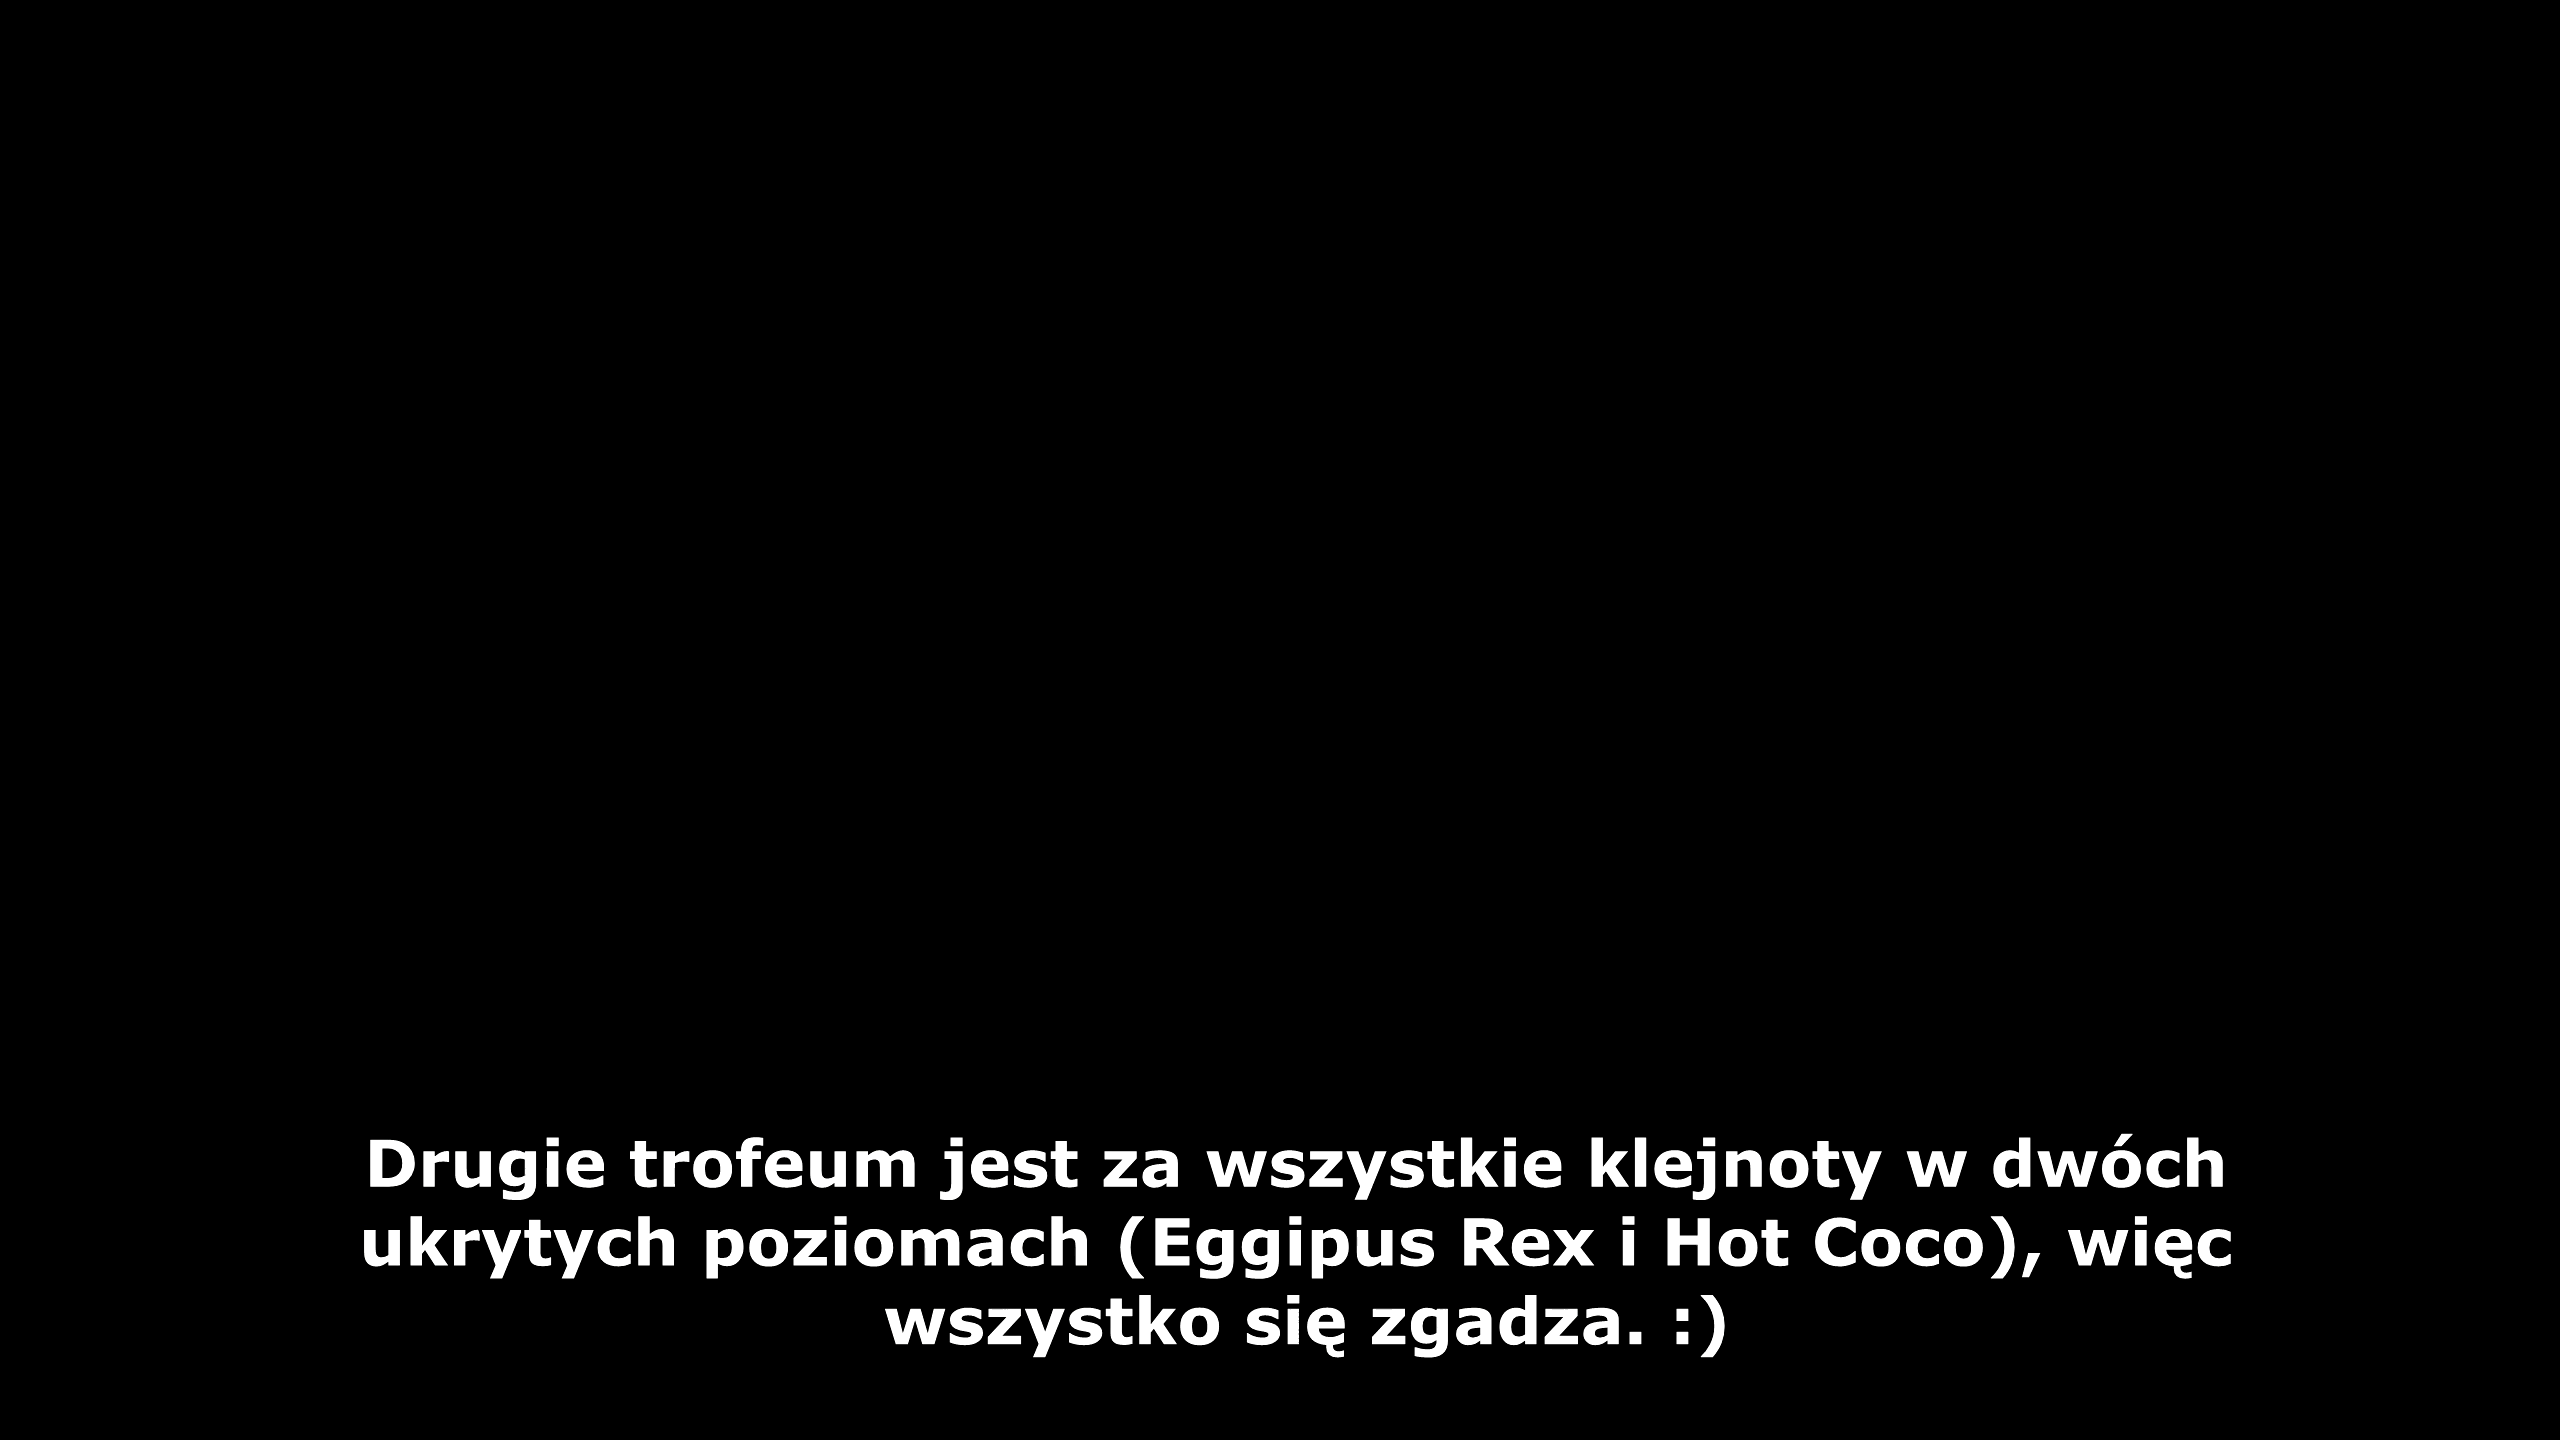 Drugie trofeum jest za wszystkie klejnoty w dwóch
ukrytych poziomach (Eggipus Rex i Hot Coco), więc
wszystko się zgadza. :)